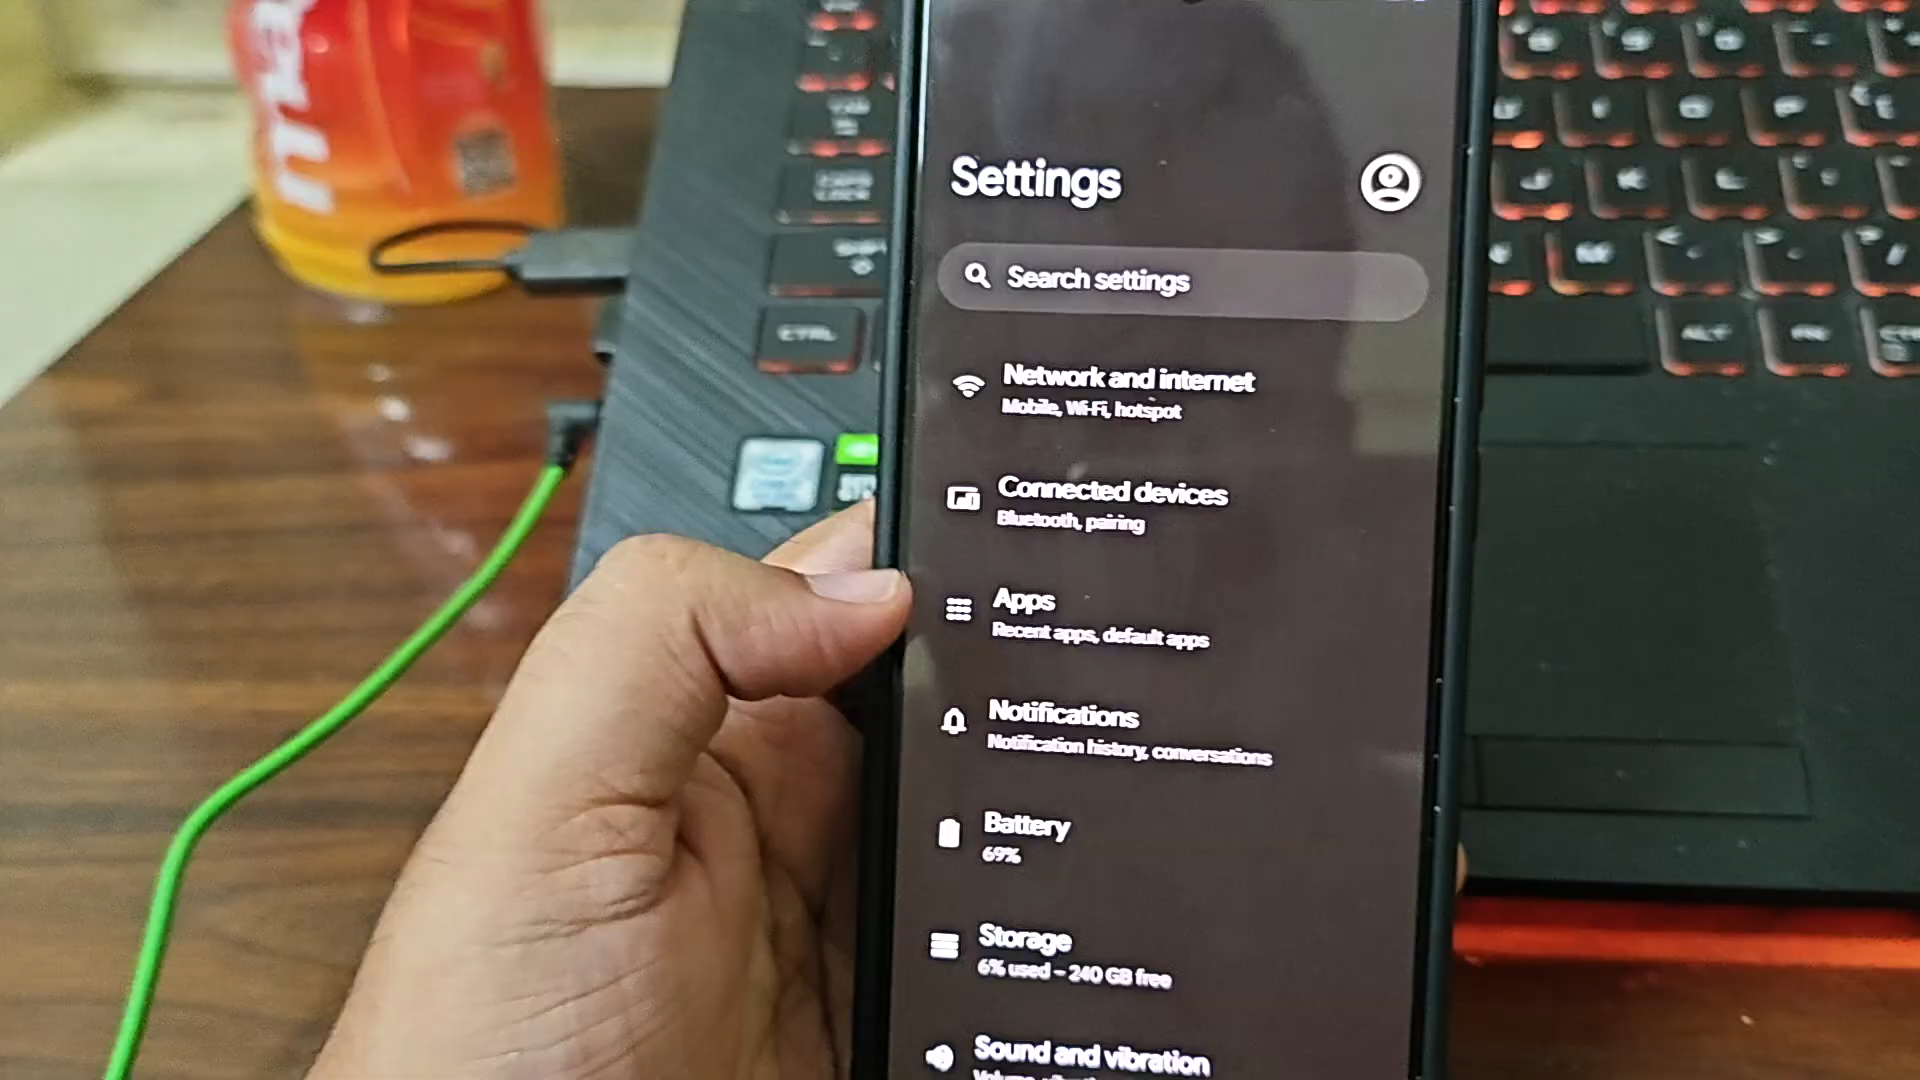 Settings
Search settings
Network and internet
Mobile, Wi-Fi, hotspot
Connected devices
Bluetooth, pairing
Apps
Recent apps, default apps
Notifications
Notification history, conversations
Battery
69%
Storage
6% used – 240 GB free
Sound and vibration
CTRL
ALT
FN